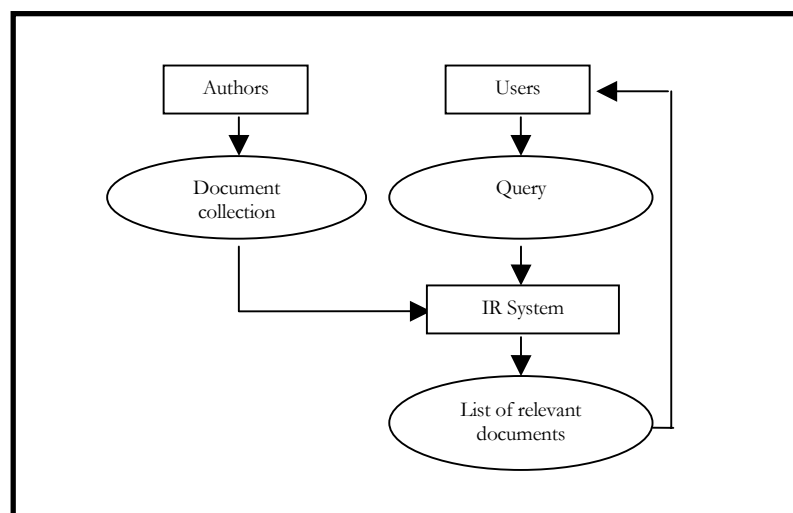 Authors
Users
Document
collection
Query
IR System
List of relevant
documents